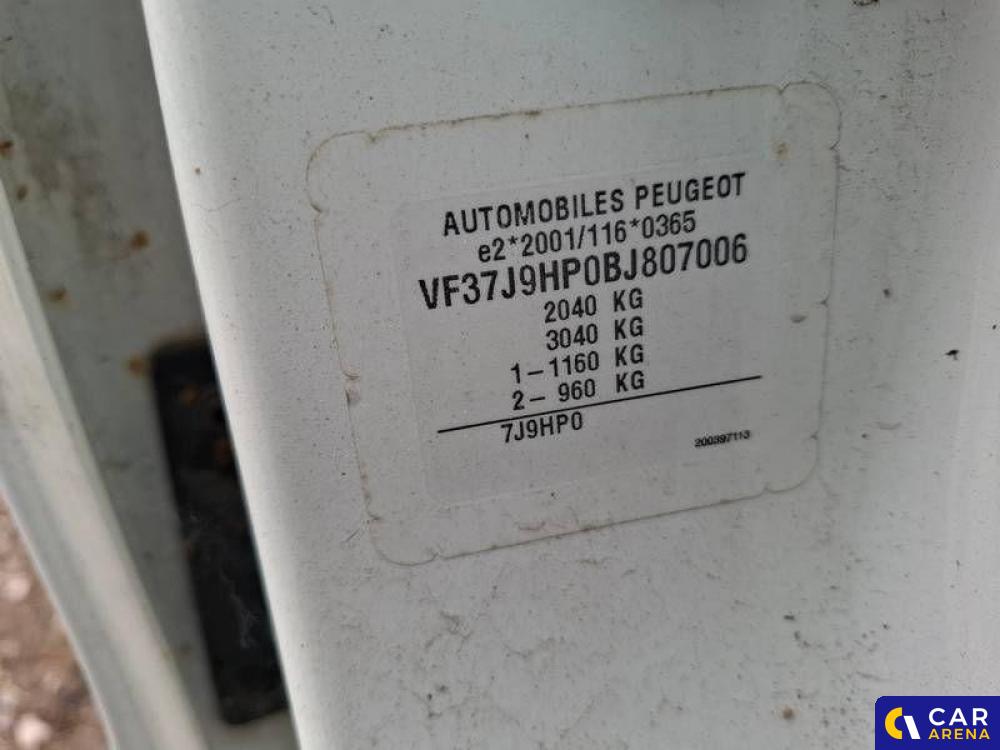 AUTOMOBILES PEUGEOT
e2*2001/116*0365
VF37J9HP0BJ807006
2040 KG
3040 KG
1-1160 KG
2- 960 KG
7J9HP0
200397113
CAR
ARENA